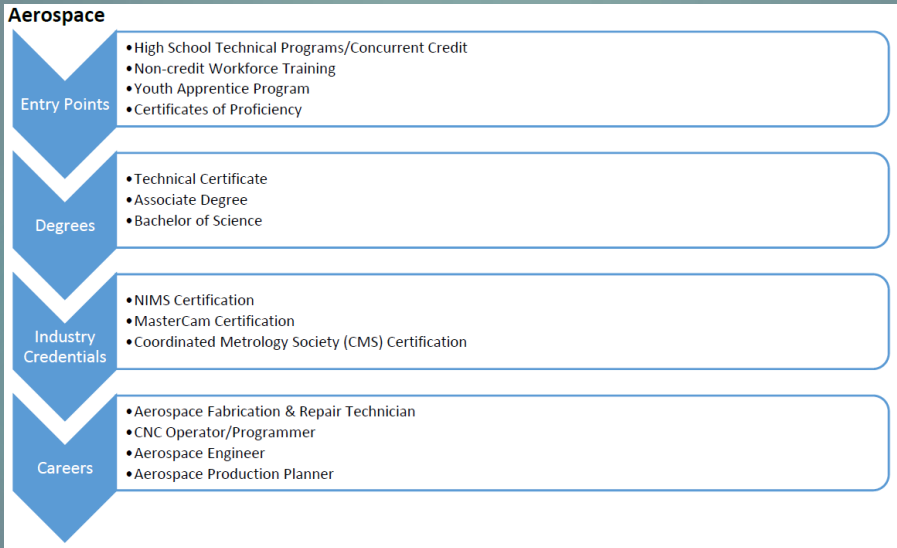 Aerospace
Entry Points
•High School Technical Programs/Concurrent Credit
•Non-credit Workforce Training
•Youth Apprentice Program
•Certificates of Proficiency
Degrees
•Technical Certificate
•Associate Degree
•Bachelor of Science
Industry
Credentials
•NIMS Certification
•MasterCam Certification
•Coordinated Metrology Society (CMS) Certification
Careers
•Aerospace Fabrication & Repair Technician
•CNC Operator/Programmer
•Aerospace Engineer
•Aerospace Production Planner